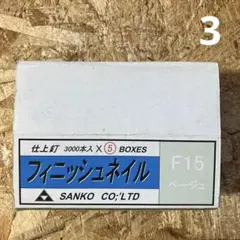 3
仕上釘 3000本入 X ⑤ BOXES
フィニッシュネイル
F15
ベージュ
SANKO CO;'LTD